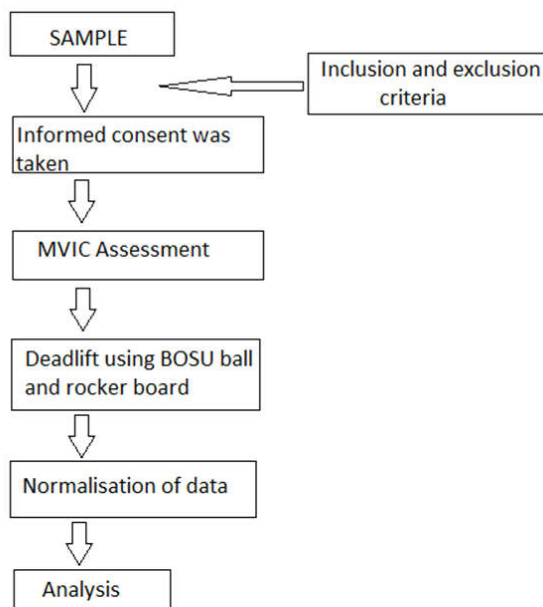 SAMPLE
Inclusion and exclusion
criteria
Informed consent was
taken
MVIC Assessment
Deadlift using BOSU ball
and rocker board
Normalisation of data
Analysis